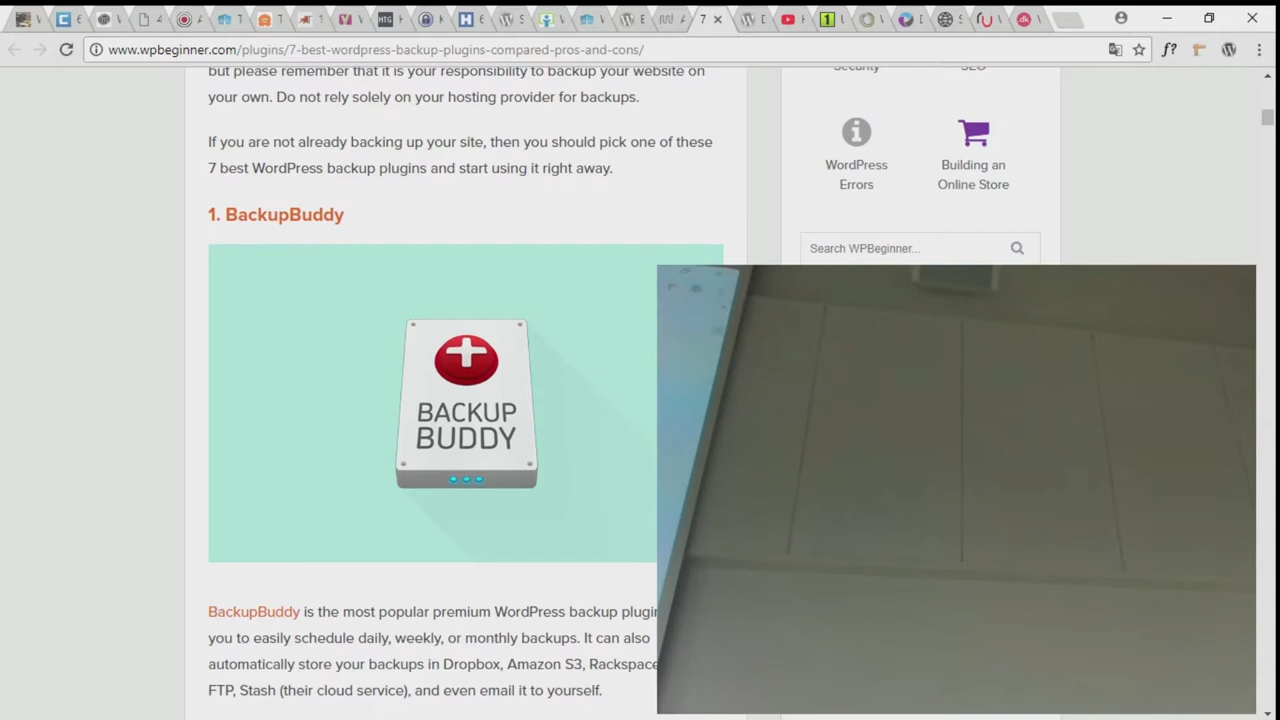 www.wpbeginner.com/plugins/7-best-wordpress-backup-plugins-compared-pros-and-cons/
but please remember that it is your responsibility to backup your website on
your own. Do not rely solely on your hosting provider for backups.
If you are not already backing up your site, then you should pick one of these
7 best WordPress backup plugins and start using it right away.
1. BackupBuddy
BACKUP
BUDDY
BackupBuddy is the most popular premium WordPress backup plugin
you to easily schedule daily, weekly, or monthly backups. It can also
automatically store your backups in Dropbox, Amazon S3, Rackspace
FTP, Stash (their cloud service), and even email it to yourself.
Security
SEO
WordPress
Errors
Building an
Online Store
Search WPBeginner...